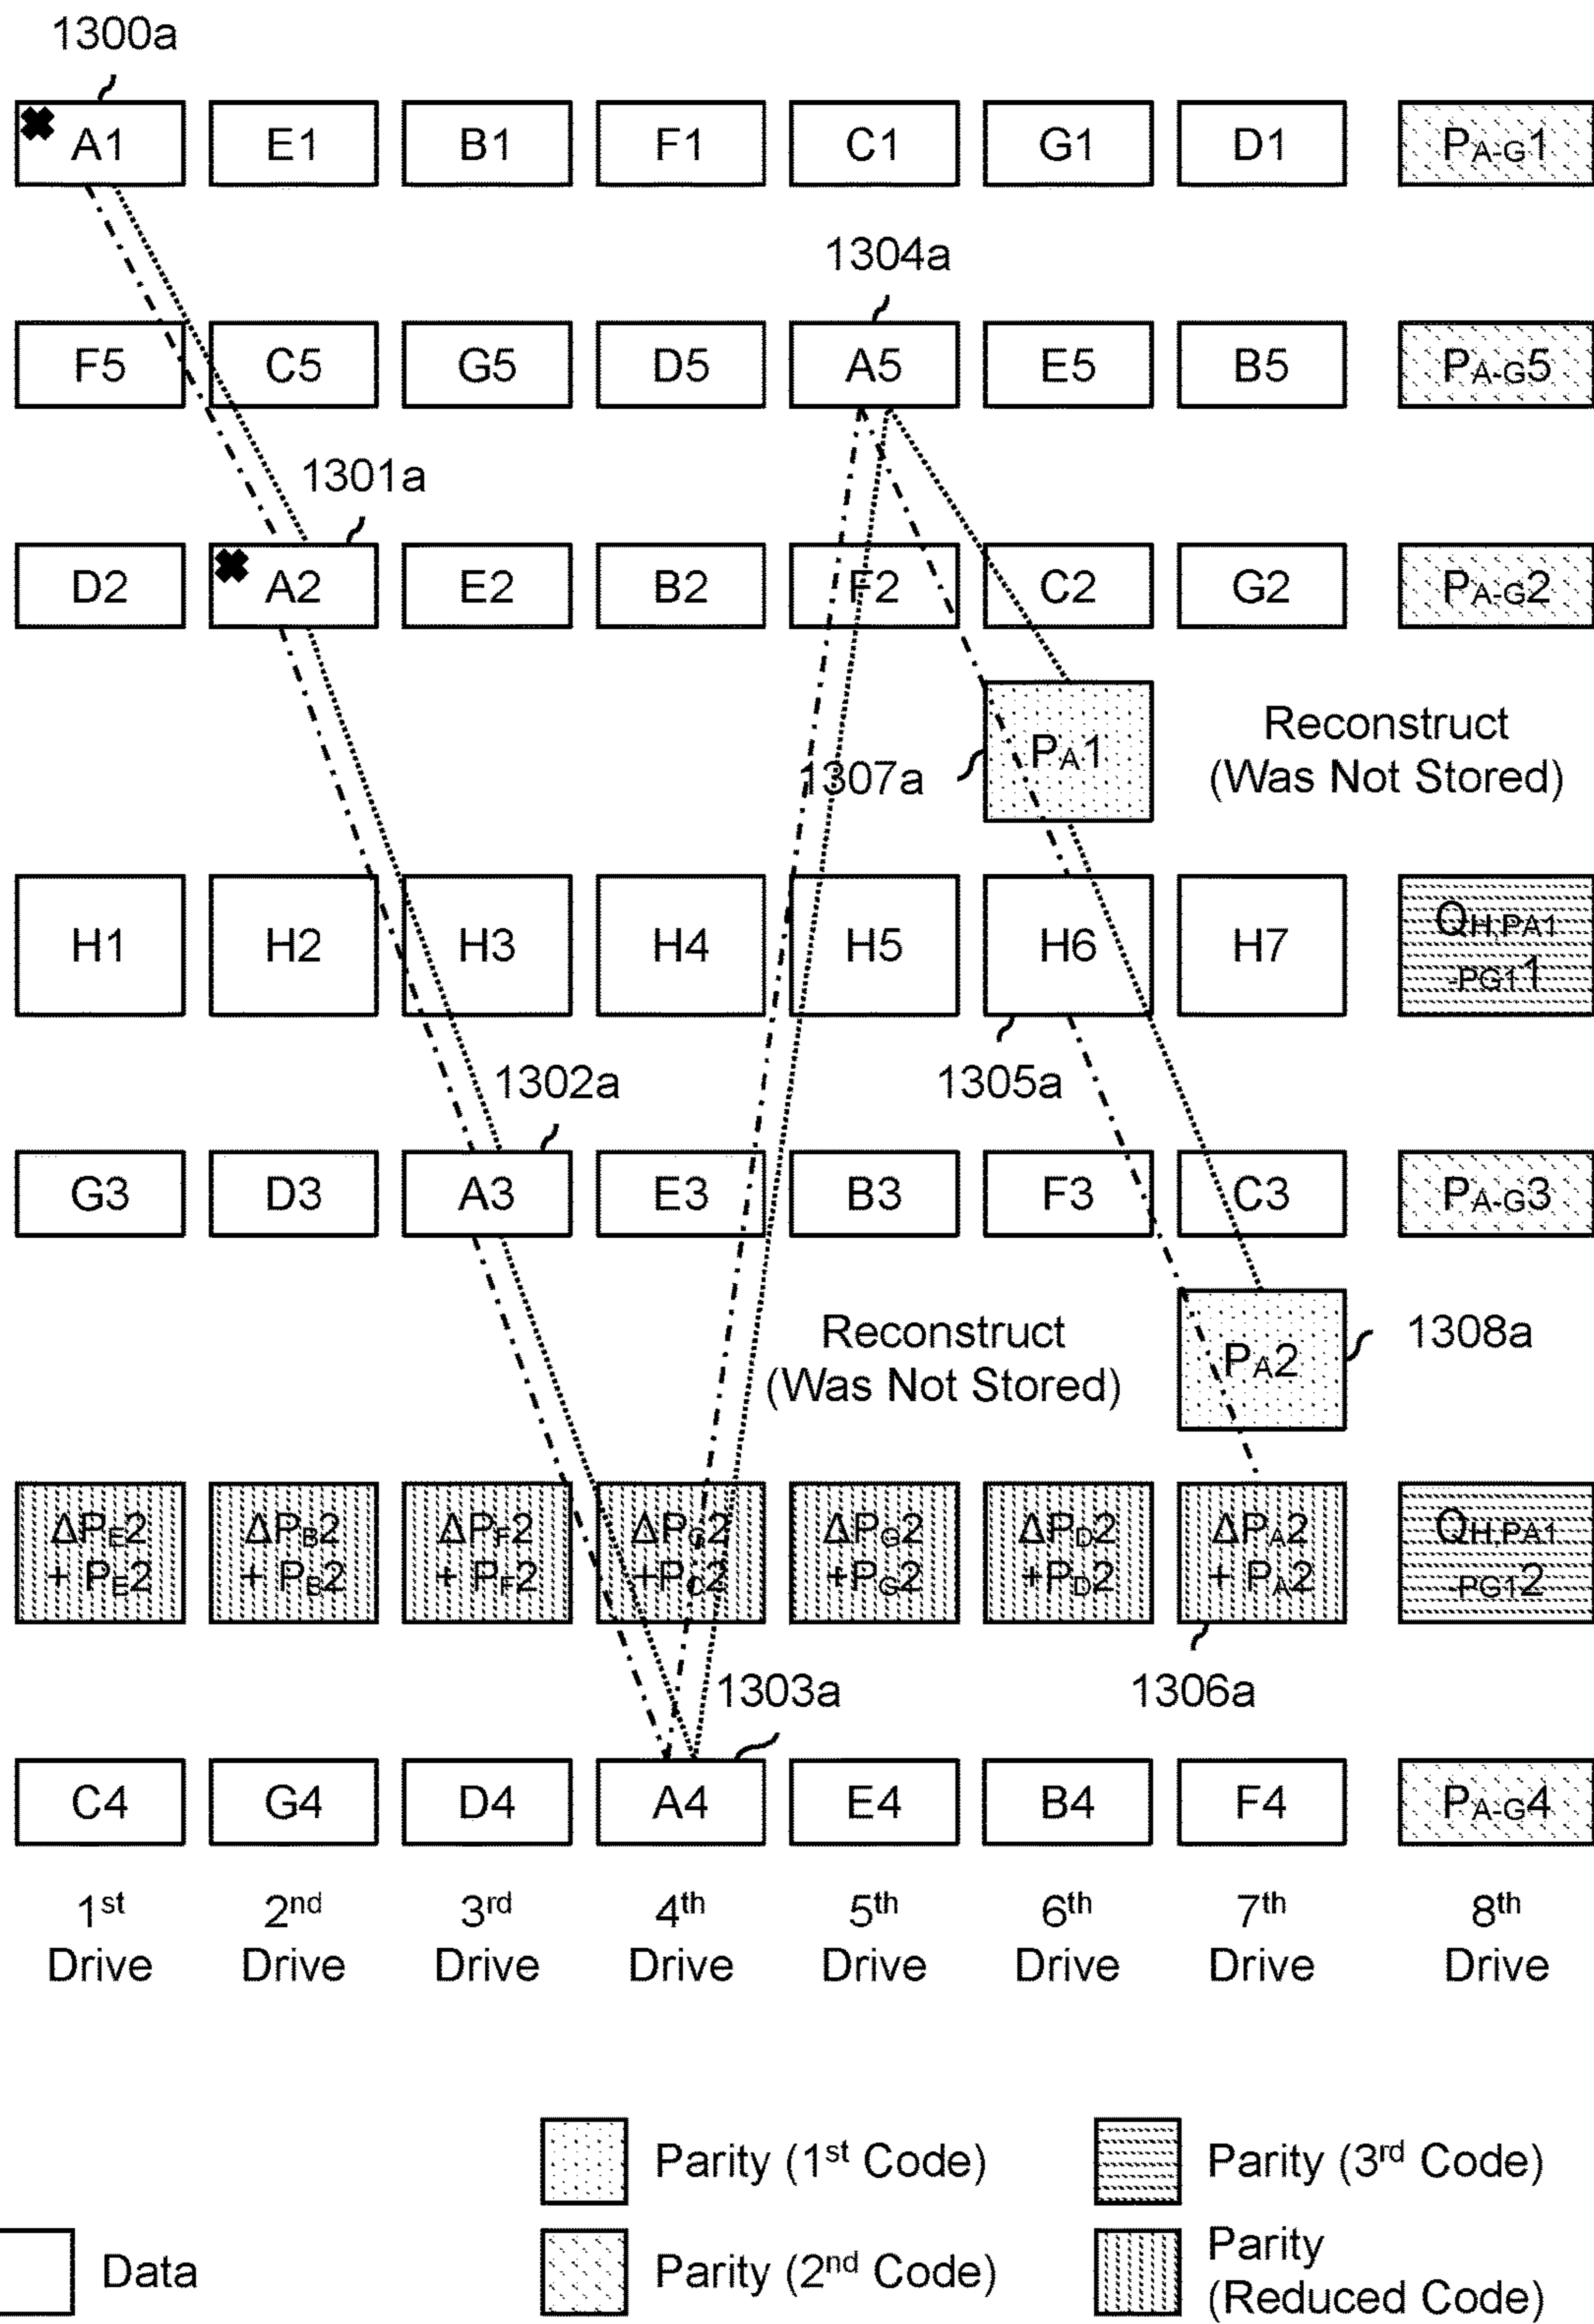 1300a
A1 E1 B1 F1 C1 G1 D1 PA-G1
1304a
F5 C5 G5 D5 A5 E5 B5 PA-G5
1301a
D2 A2 E2 B2 F2 C2 G2 PA-G2
1307a PA1 Reconstruct
(Was Not Stored)
H1 H2 H3 H4 H5 H6 H7 QH,PA1
-PG11
1302a 1305a
G3 D3 A3 E3 B3 F3 C3 PA-G3
Reconstruct
(Was Not Stored)
PA2 1308a
ΔPE2 ΔPB2 ΔPF2 ΔPC2 ΔPG2 ΔPD2 ΔPA2 QH,PA1
+ PE2 + PB2 + PF2 +PC2 +PG2 +PD2 + PA2 -PG12
1303a 1306a
C4 G4 D4 A4 E4 B4 F4 PA-G4
1st 2nd 3rd 4th 5th 6th 7th 8th
Drive Drive Drive Drive Drive Drive Drive Drive
Parity (1st Code) Parity (3rd Code)
Data Parity (2nd Code) Parity
(Reduced Code)